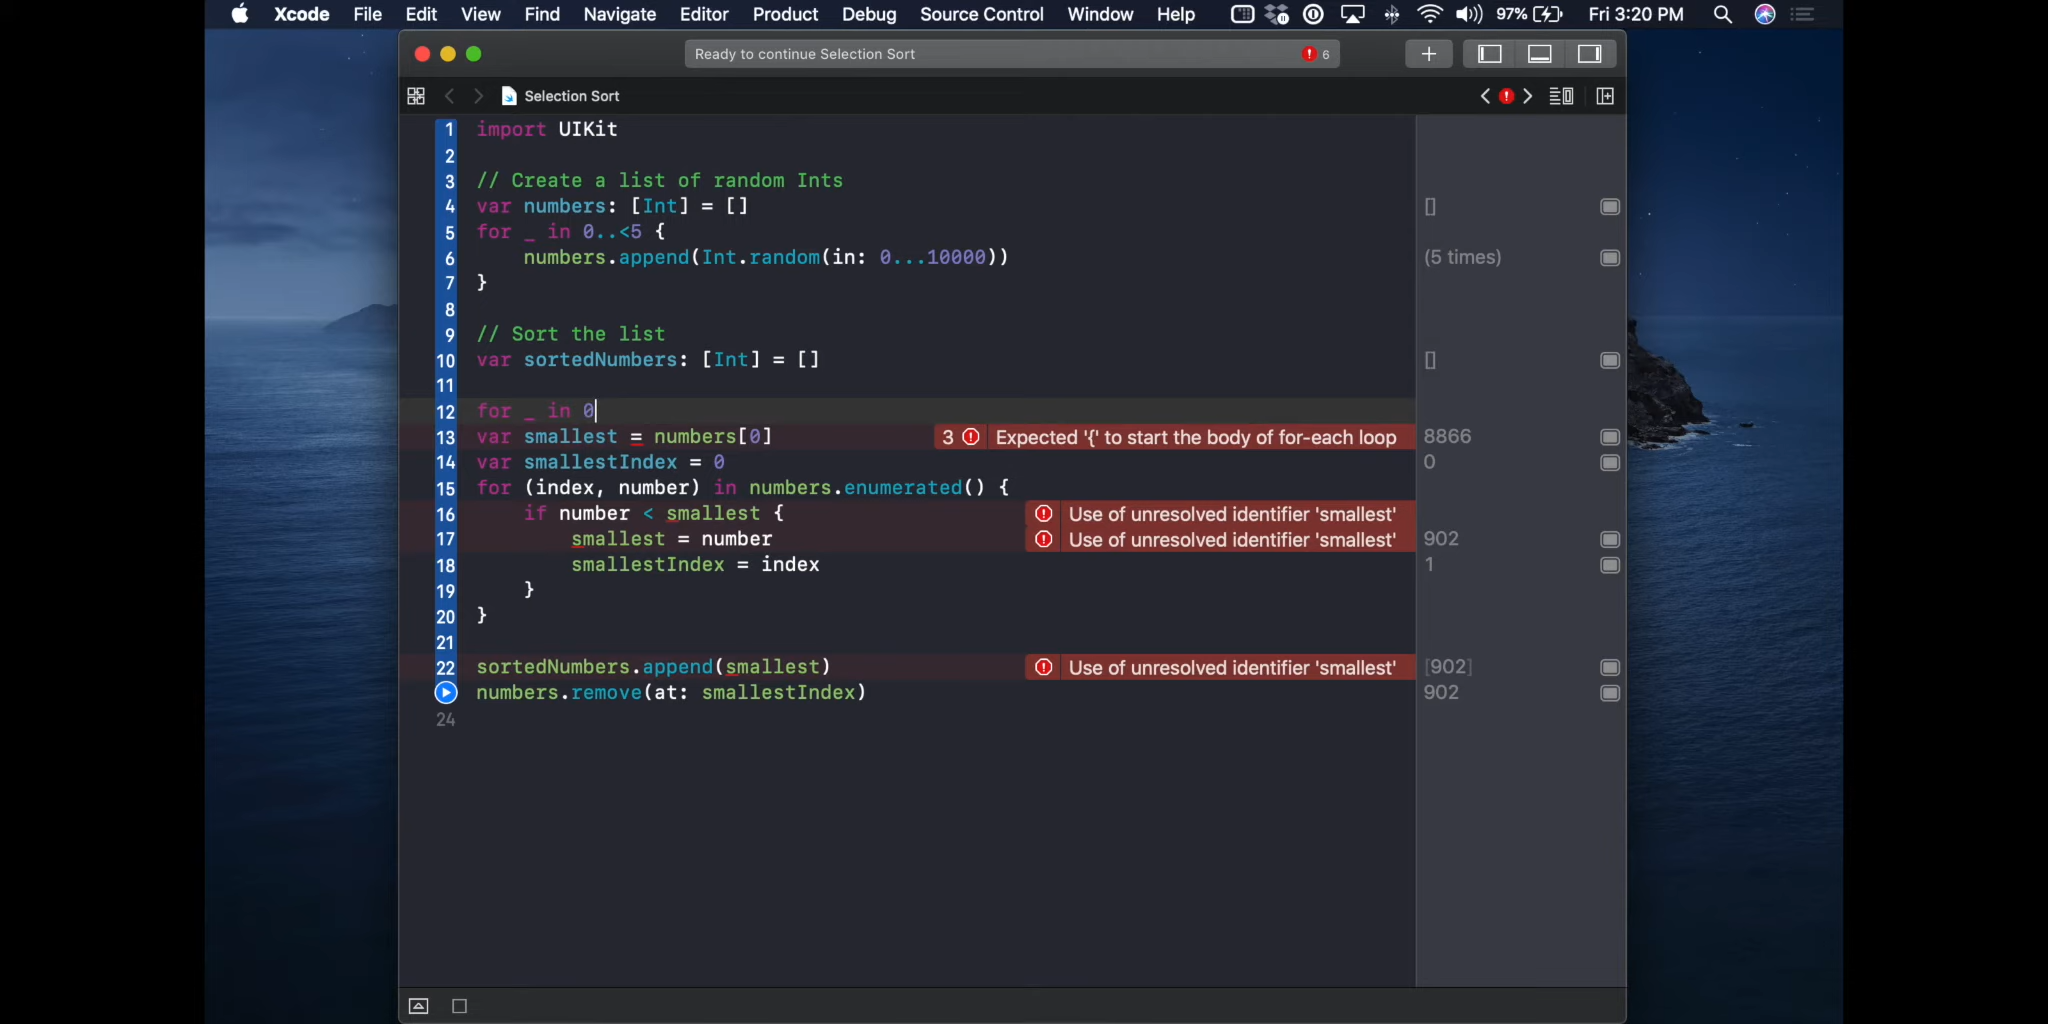 Xcode File Edit View Find Navigate Editor Product Debug Source Control Window Help 97% Fri 3:20 PM
Ready to continue Selection Sort 6
Selection Sort
1 import UIKit
2
3 // Create a list of random Ints
4 var numbers: [Int] = [] []
5 for _ in 0..<5 {
6 numbers.append(Int.random(in: 0...10000)) (5 times)
7 }
8
9 // Sort the list
10 var sortedNumbers: [Int] = [] []
11
12 for _ in 0
13 var smallest = numbers[0] 3 Expected '{' to start the body of for-each loop 8866
14 var smallestIndex = 0 0
15 for (index, number) in numbers.enumerated() {
16 if number < smallest { Use of unresolved identifier 'smallest'
17 smallest = number Use of unresolved identifier 'smallest' 902
18 smallestIndex = index 1
19 }
20 }
21
22 sortedNumbers.append(smallest) Use of unresolved identifier 'smallest' [902]
numbers.remove(at: smallestIndex) 902
24